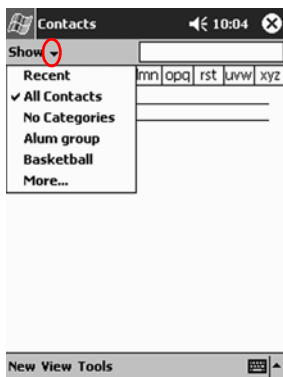 Contacts 10:04
Show
Recent
mn opq rst uvw xyz
All Contacts
No Categories
Alum group
Basketball
More...
New View Tools